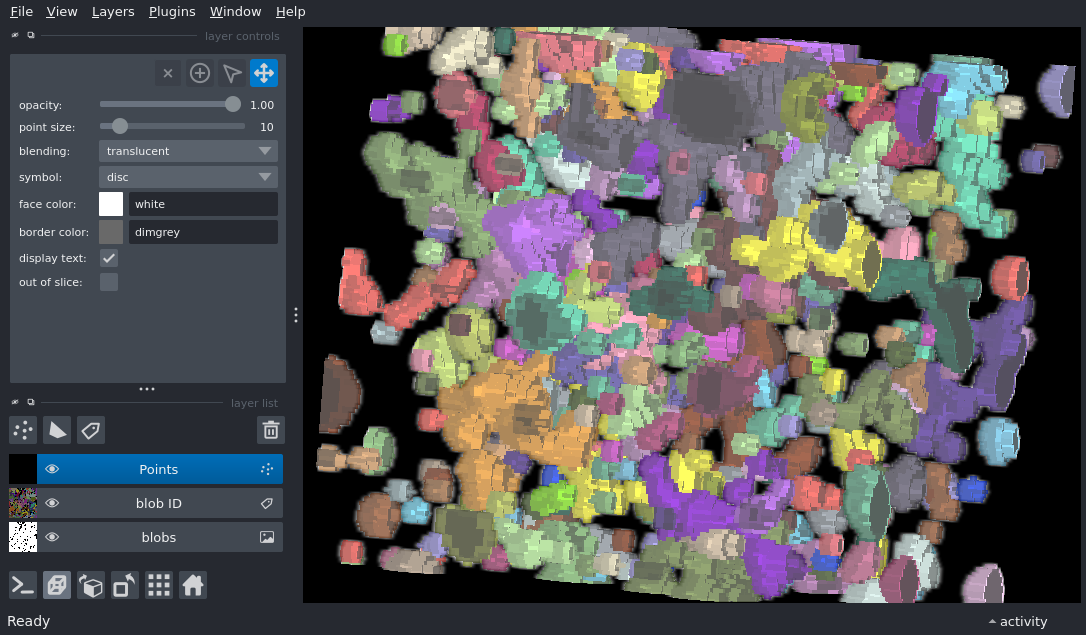 File View Layers Plugins Window Help
layer controls
opacity: 1.00
point size: 10
blending: translucent
symbol: disc
face color: white
border color: dimgrey
display text:
out of slice:
layer list
Points
blob ID
blobs
Ready
activity